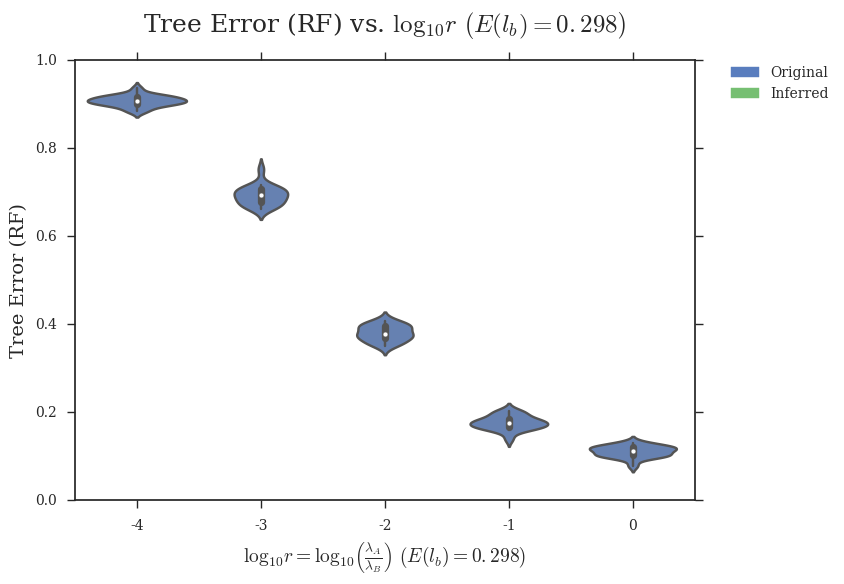 Tree Error (RF) vs. log₁₀r (E(l_b)=0.298)
Original
Inferred
Tree Error (RF)
1.0
0.8
0.6
0.4
0.2
0.0
-4 -3 -2 -1 0
log₁₀r=log₁₀(λ_A/λ_B) (E(l_b)=0.298)